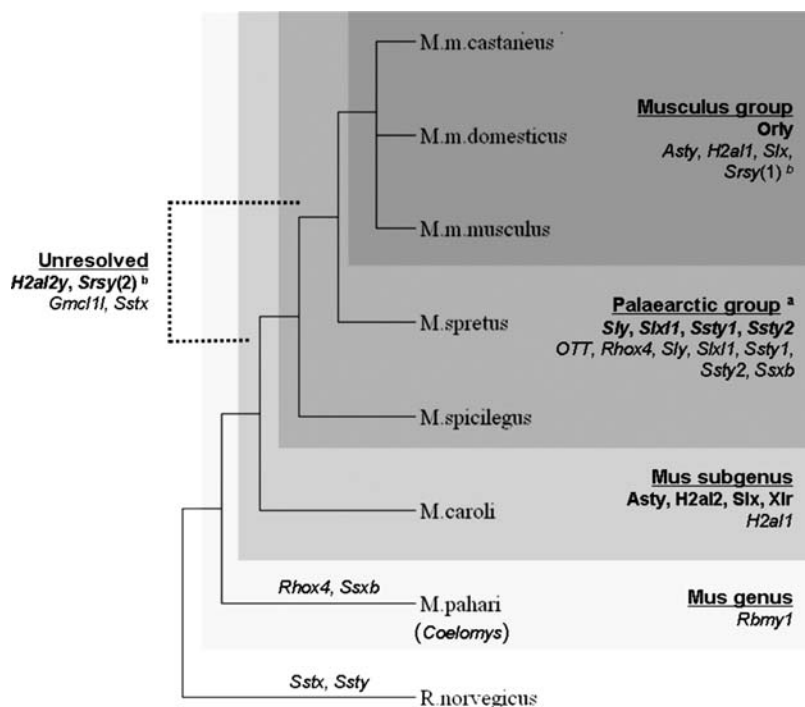 M.m.castaneus
Musculus group
Orly
M.m.domesticus
Asty, H2al1, Slx,
Srsy(1) b
M.m.musculus
Unresolved
H2al2y, Srsy(2) b
Gmcl1l, Sstx
Palaearctic group a
M.spretus
Sly, Slxl1, Ssty1, Ssty2
OTT, Rhox4, Sly, Slxl1, Ssty1,
Ssty2, Ssxb
M.spicilegus
Mus subgenus
Asty, H2al2, Slx, Xlr
M.caroli
H2al1
Rhox4, Ssxb
M.pahari
Mus genus
(Coelomys)
Rbmy1
Sstx, Ssty
R.norvegicus